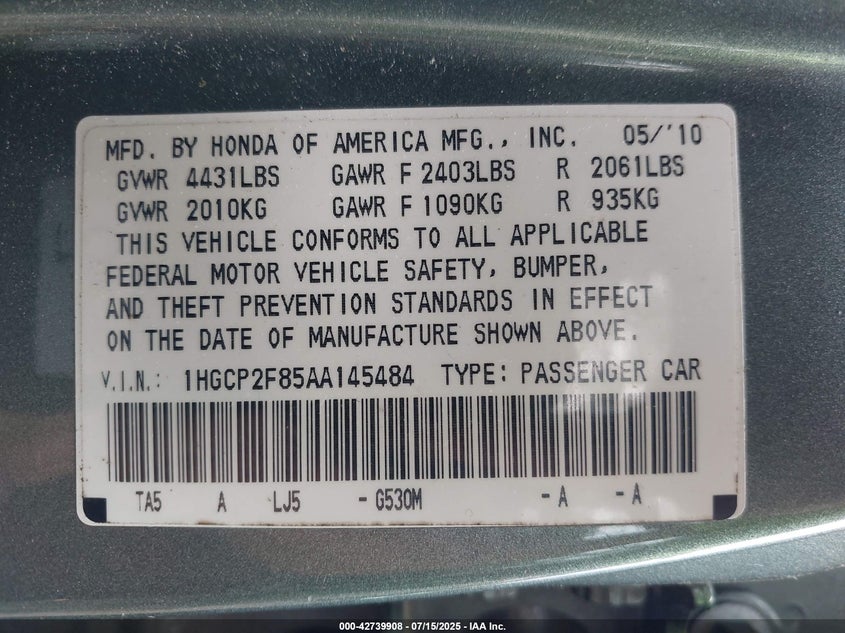 MFD. BY HONDA OF AMERICA MFG., INC. 05/'10
GVWR 4431LBS GAWR F 2403LBS R 2061LBS
GVWR 2010KG GAWR F 1090KG R 935KG
THIS VEHICLE CONFORMS TO ALL APPLICABLE
FEDERAL MOTOR VEHICLE SAFETY, BUMPER,
AND THEFT PREVENTION STANDARDS IN EFFECT
ON THE DATE OF MANUFACTURE SHOWN ABOVE.
V.I.N.: 1HGCP2F85AA145484 TYPE: PASSENGER CAR
TA5 A LJ5 -G530M -A -A
000-42739908 - 07/15/2025 - IAA Inc.